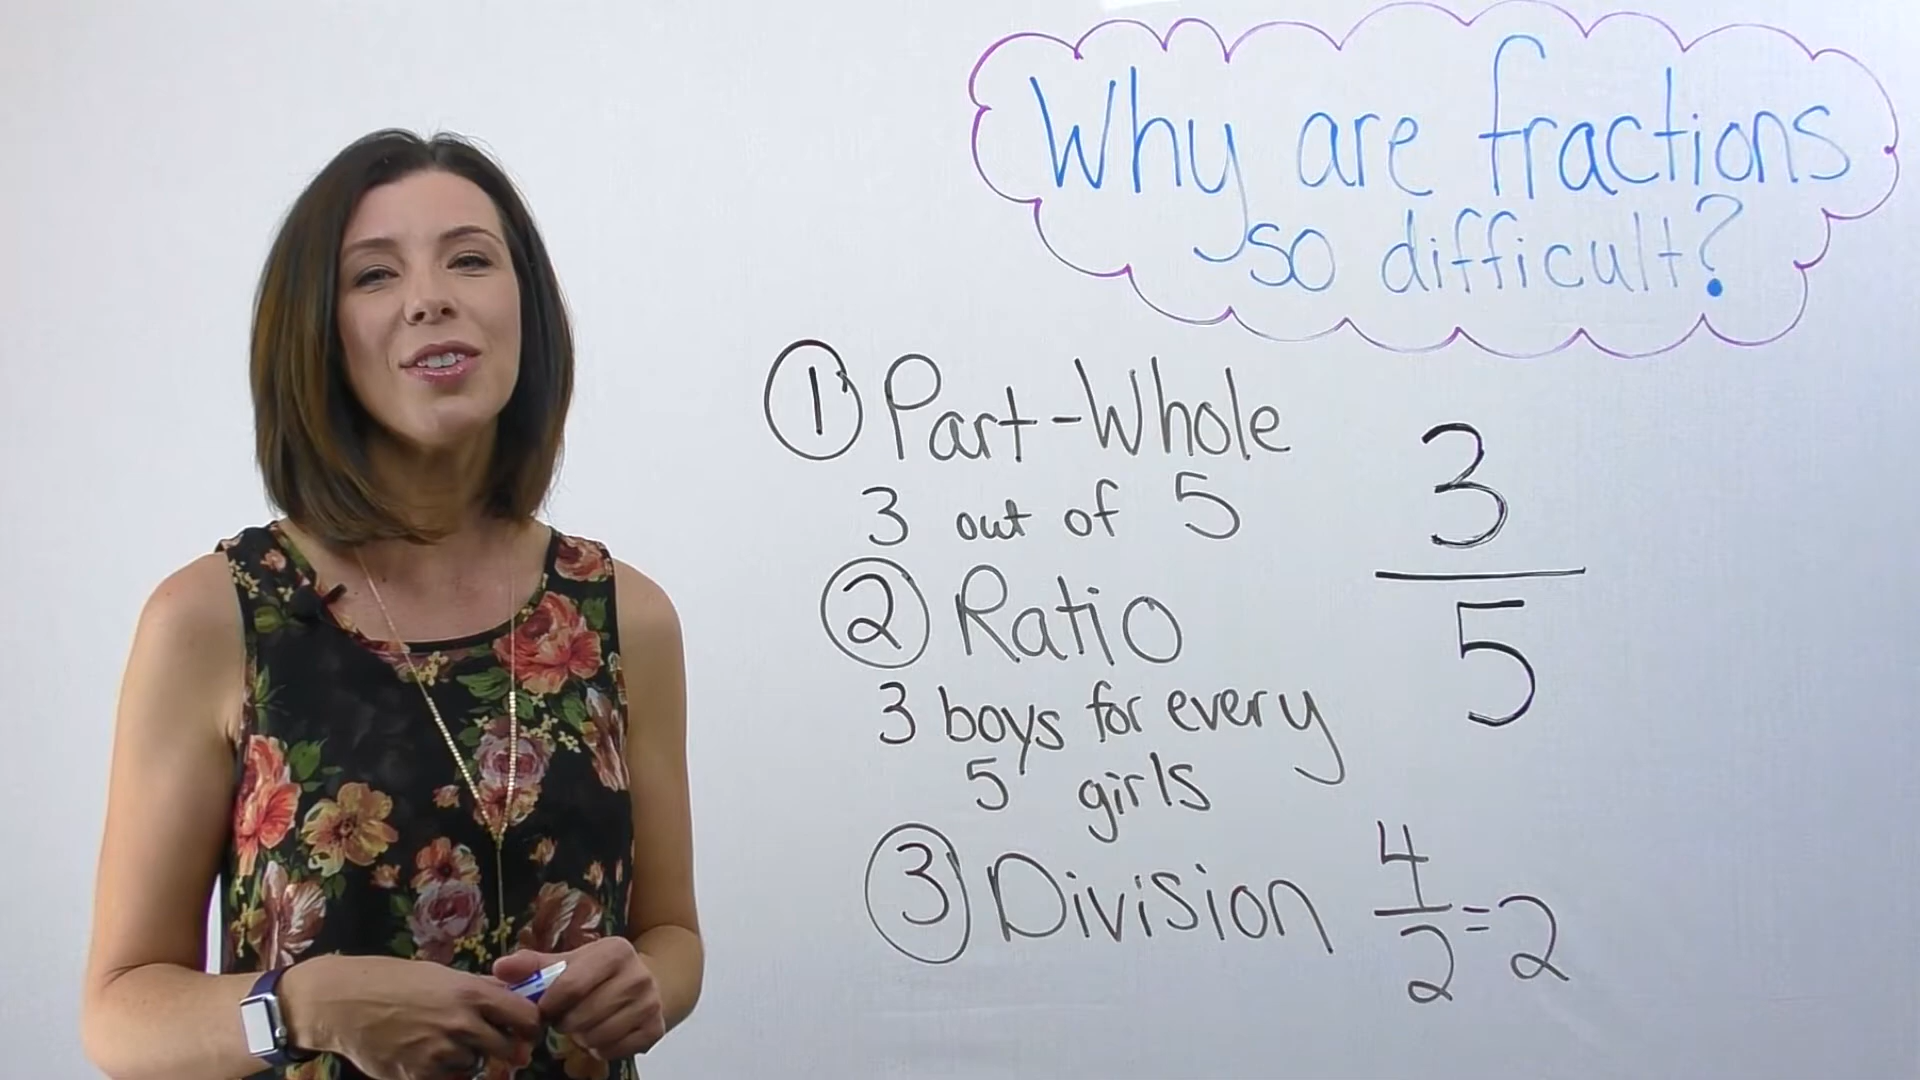 Why are fractions
so difficult?
① Part-Whole
3 out of 5
3
5
② Ratio
3 boys for every
5 girls
③ Division
4
2
=2